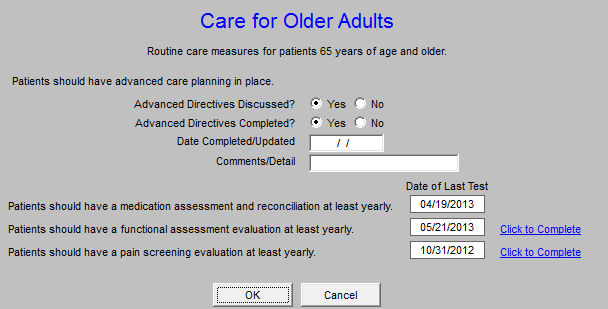 Care for Older Adults
Routine care measures for patients 65 years of age and older.
Patients should have advanced care planning in place.
Advanced Directives Discussed? Yes No
Advanced Directives Completed? Yes No
Date Completed/Updated / /
Comments/Detail
Date of Last Test
Patients should have a medication assessment and reconciliation at least yearly. 04/19/2013
Patients should have a functional assessment evaluation at least yearly. 05/21/2013 Click to Complete
Patients should have a pain screening evaluation at least yearly. 10/31/2012 Click to Complete
OK Cancel